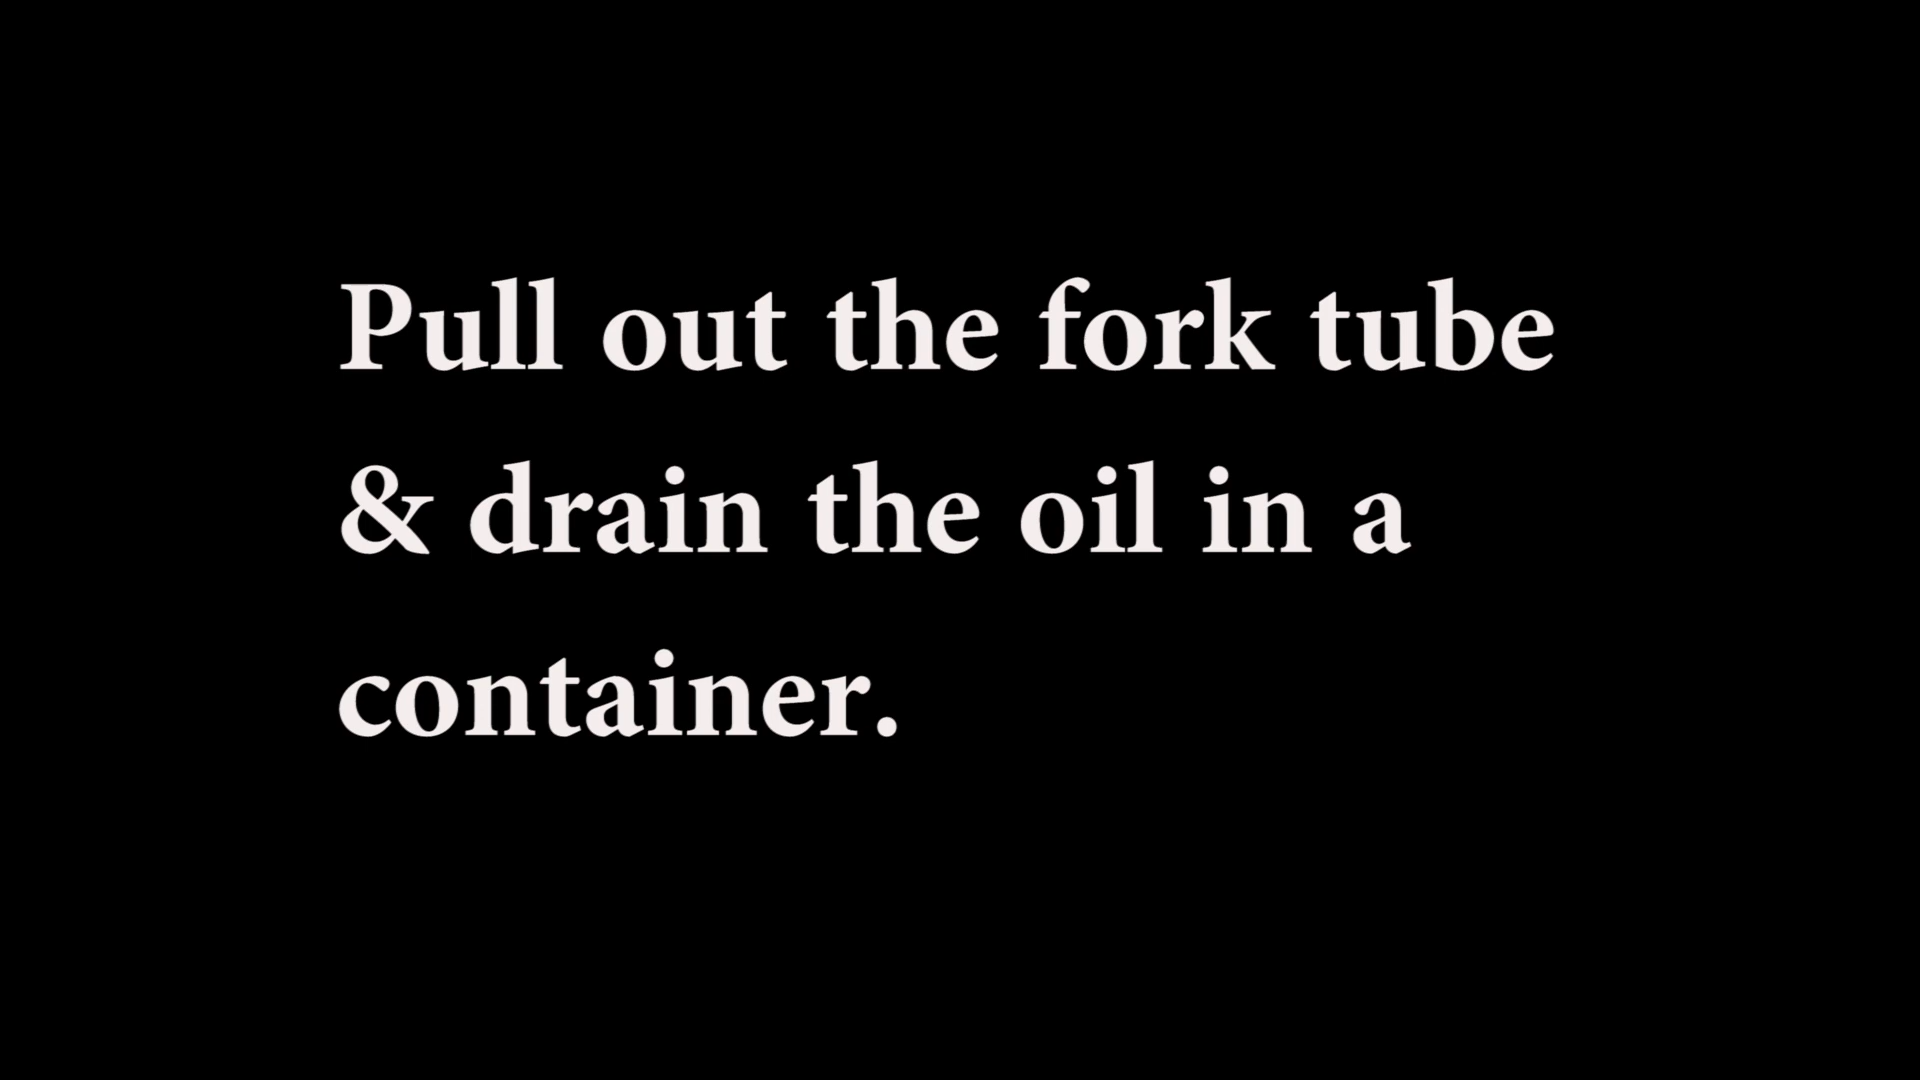 Pull out the fork tube
& drain the oil in a
container.